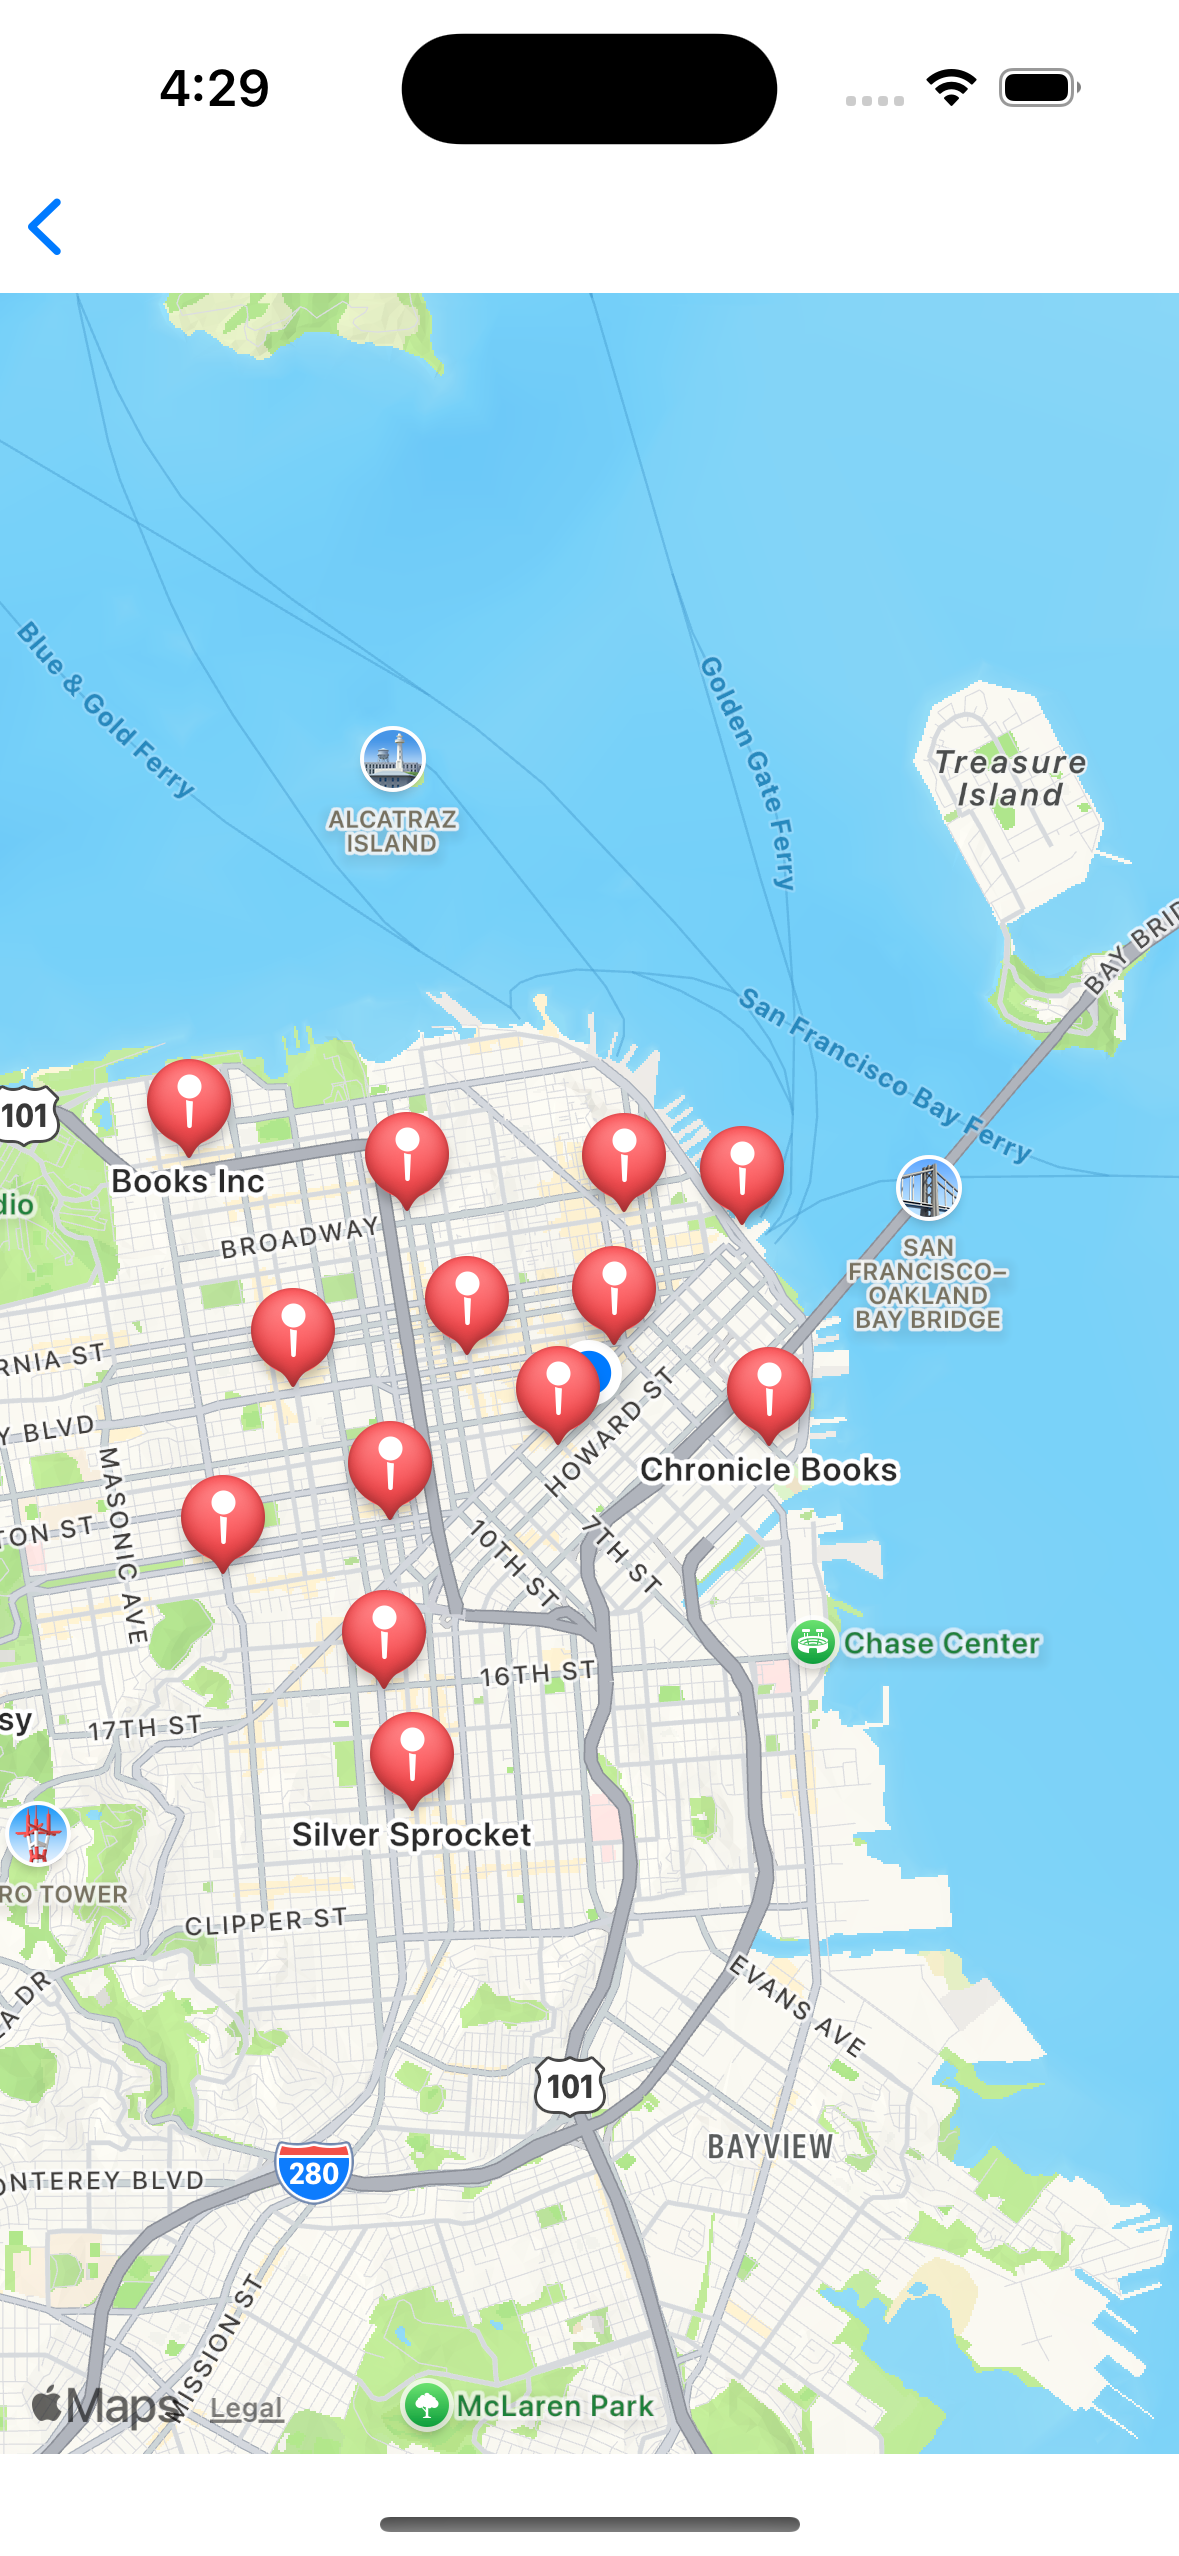 4:29
Blue & Gold Ferry
Golden Gate Ferry
Treasure
Island
ALCATRAZ
ISLAND
BAY BRID
San Francisco Bay Ferry
101
Books Inc
dio
BROADWAY
SAN
FRANCISCO–
OAKLAND
BAY BRIDGE
RNIA ST
Y BLVD
HOWARD ST
MASONIC AVE
Chronicle Books
TON ST
10TH ST
7TH ST
Chase Center
16TH ST
sy
17TH ST
Silver Sprocket
RO TOWER
CLIPPER ST
EVANS AVE
LA DR
101
BAYVIEW
280
ONTEREY BLVD
MISSION ST
Maps
Legal
McLaren Park